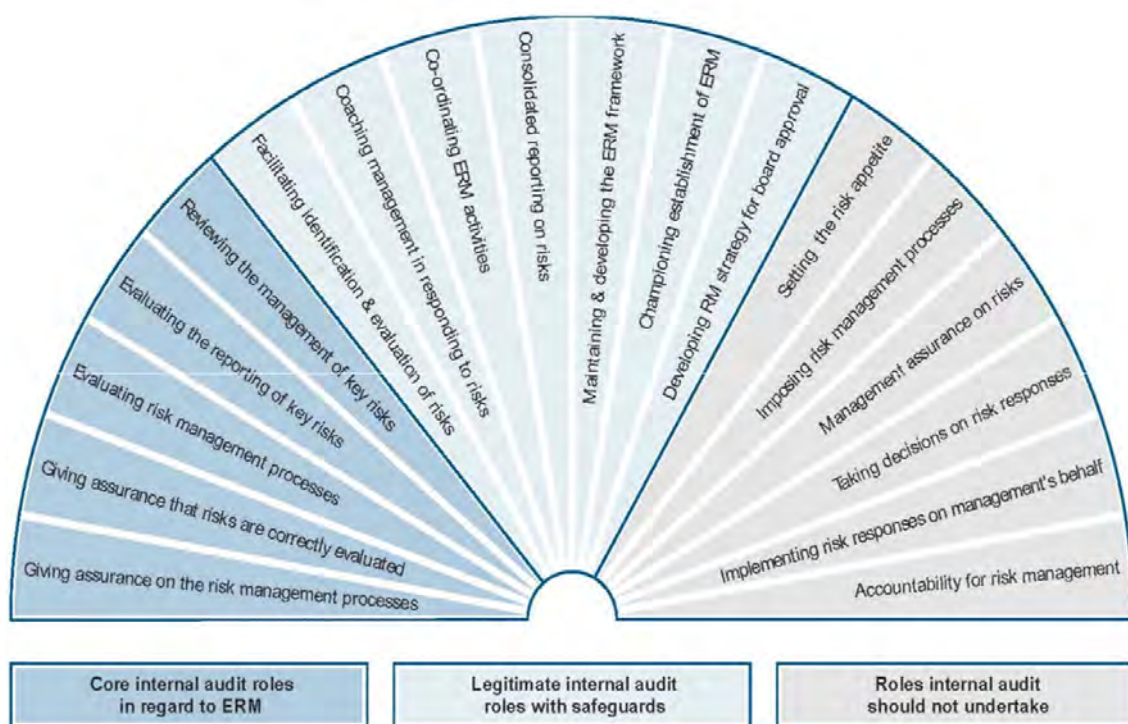 Giving assurance on the risk management processes
Giving assurance that risks are correctly evaluated
Evaluating risk management processes
Evaluating the reporting of key risks
Reviewing the management of key risks
Facilitating identification & evaluation of risks
Coaching management in responding to risks
Co-ordinating ERM activities
Consolidated reporting on risks
Maintaining & developing the ERM framework
Championing establishment of ERM
Developing RM strategy for board approval
Setting the risk appetite
Imposing risk management processes
Management assurance on risks
Taking decisions on risk responses
Implementing risk responses on management's behalf
Accountability for risk management
Core internal audit roles
in regard to ERM
Legitimate internal audit
roles with safeguards
Roles internal audit
should not undertake